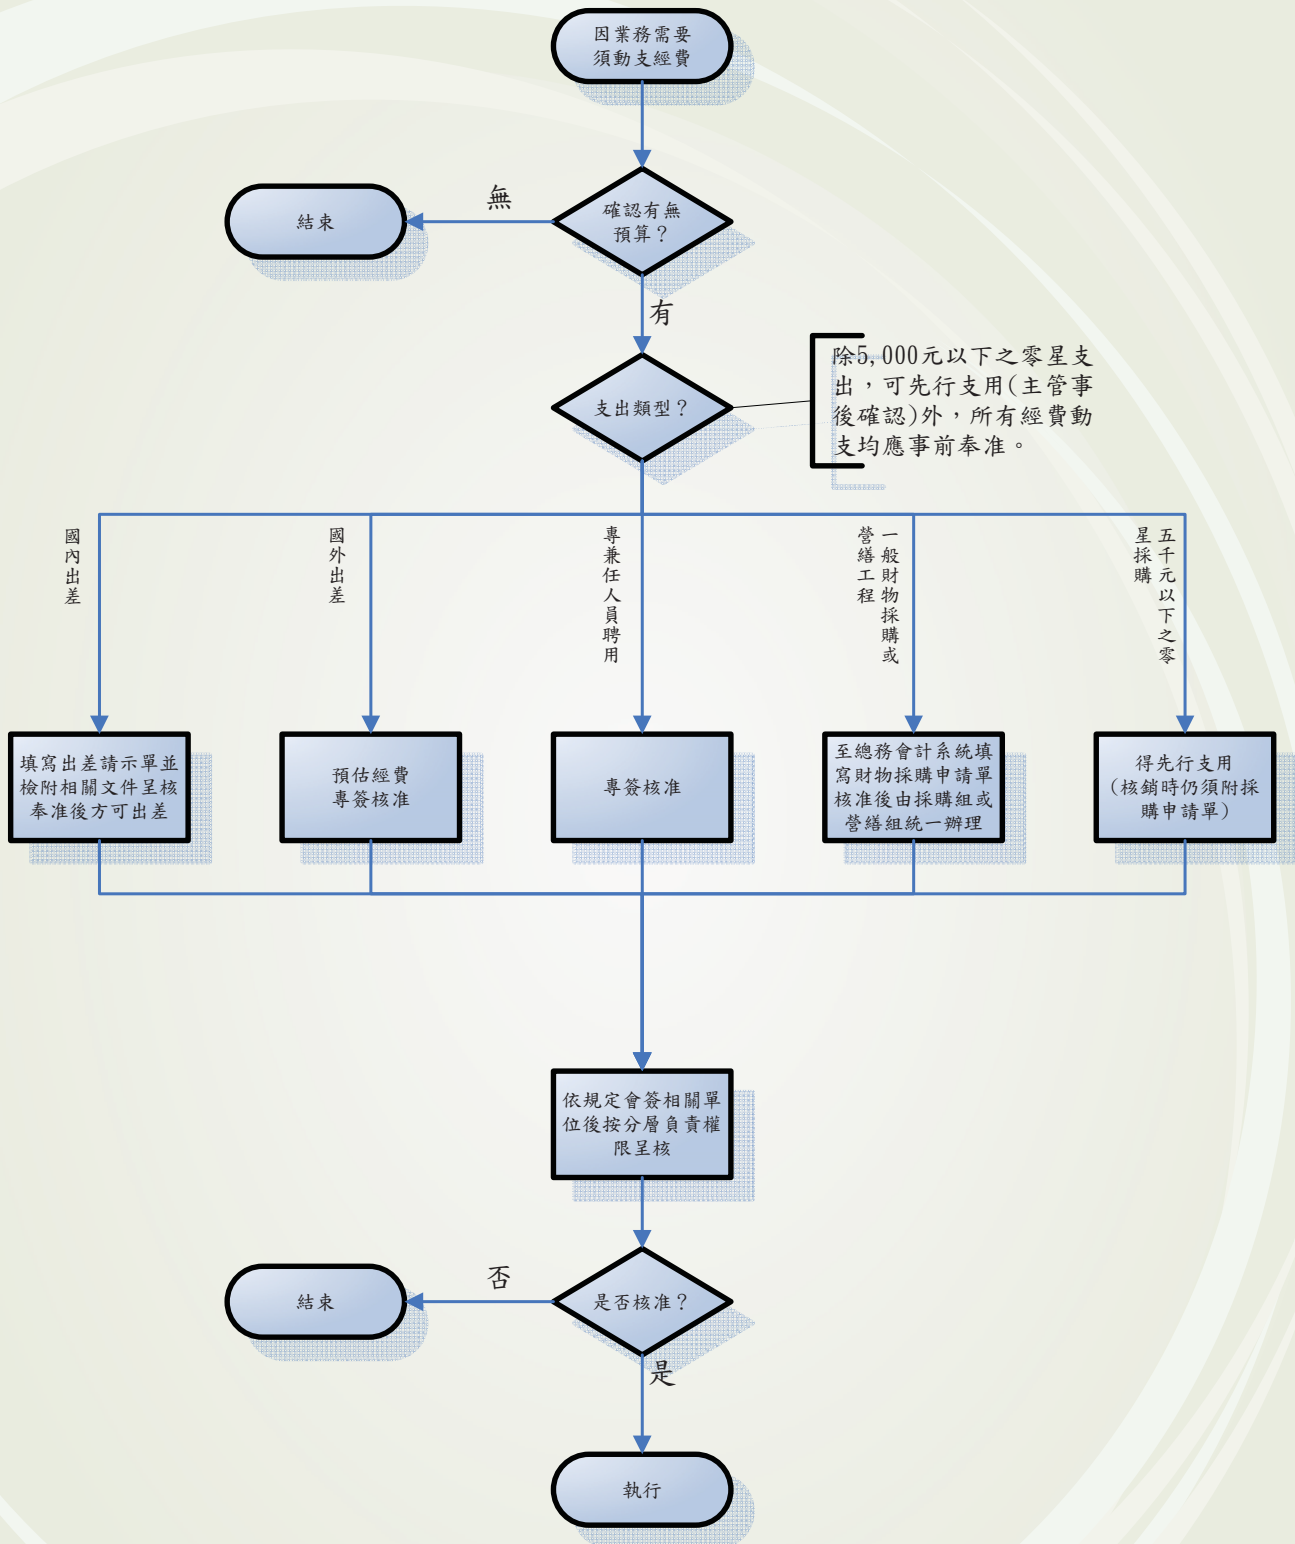 因業務需要
須動支經費
確認有無
預算？
無
結束
有
支出類型？
除5,000元以下之零星支
出，可先行支用(主管事
後確認)外，所有經費動
支均應事前奉准。
國內出差
國外出差
專兼任人員聘用
一般財物採購或
營繕工程
五千元以下之零
星採購
填寫出差請示單並
檢附相關文件呈核
奉准後方可出差
預估經費
專簽核准
專簽核准
至總務會計系統填
寫財物採購申請單
核准後由採購組或
營繕組統一辦理
得先行支用
(核銷時仍須附採
購申請單)
依規定會簽相關單
位後按分層負責權
限呈核
是否核准？
否
結束
是
執行